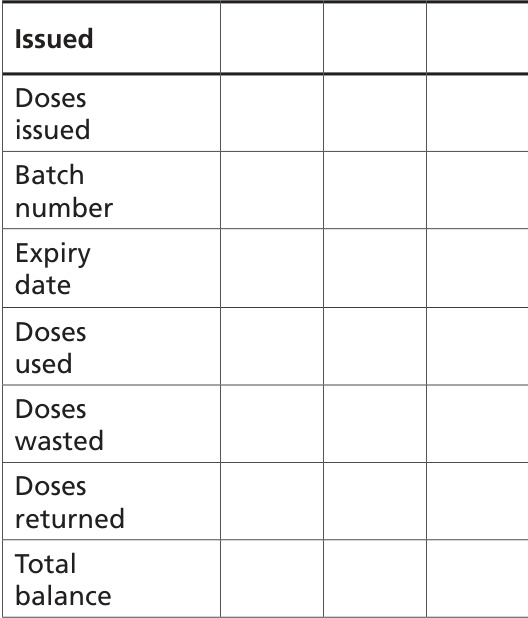 Issued
Doses
issued
Batch
number
Expiry
date
Doses
used
Doses
wasted
Doses
returned
Total
balance